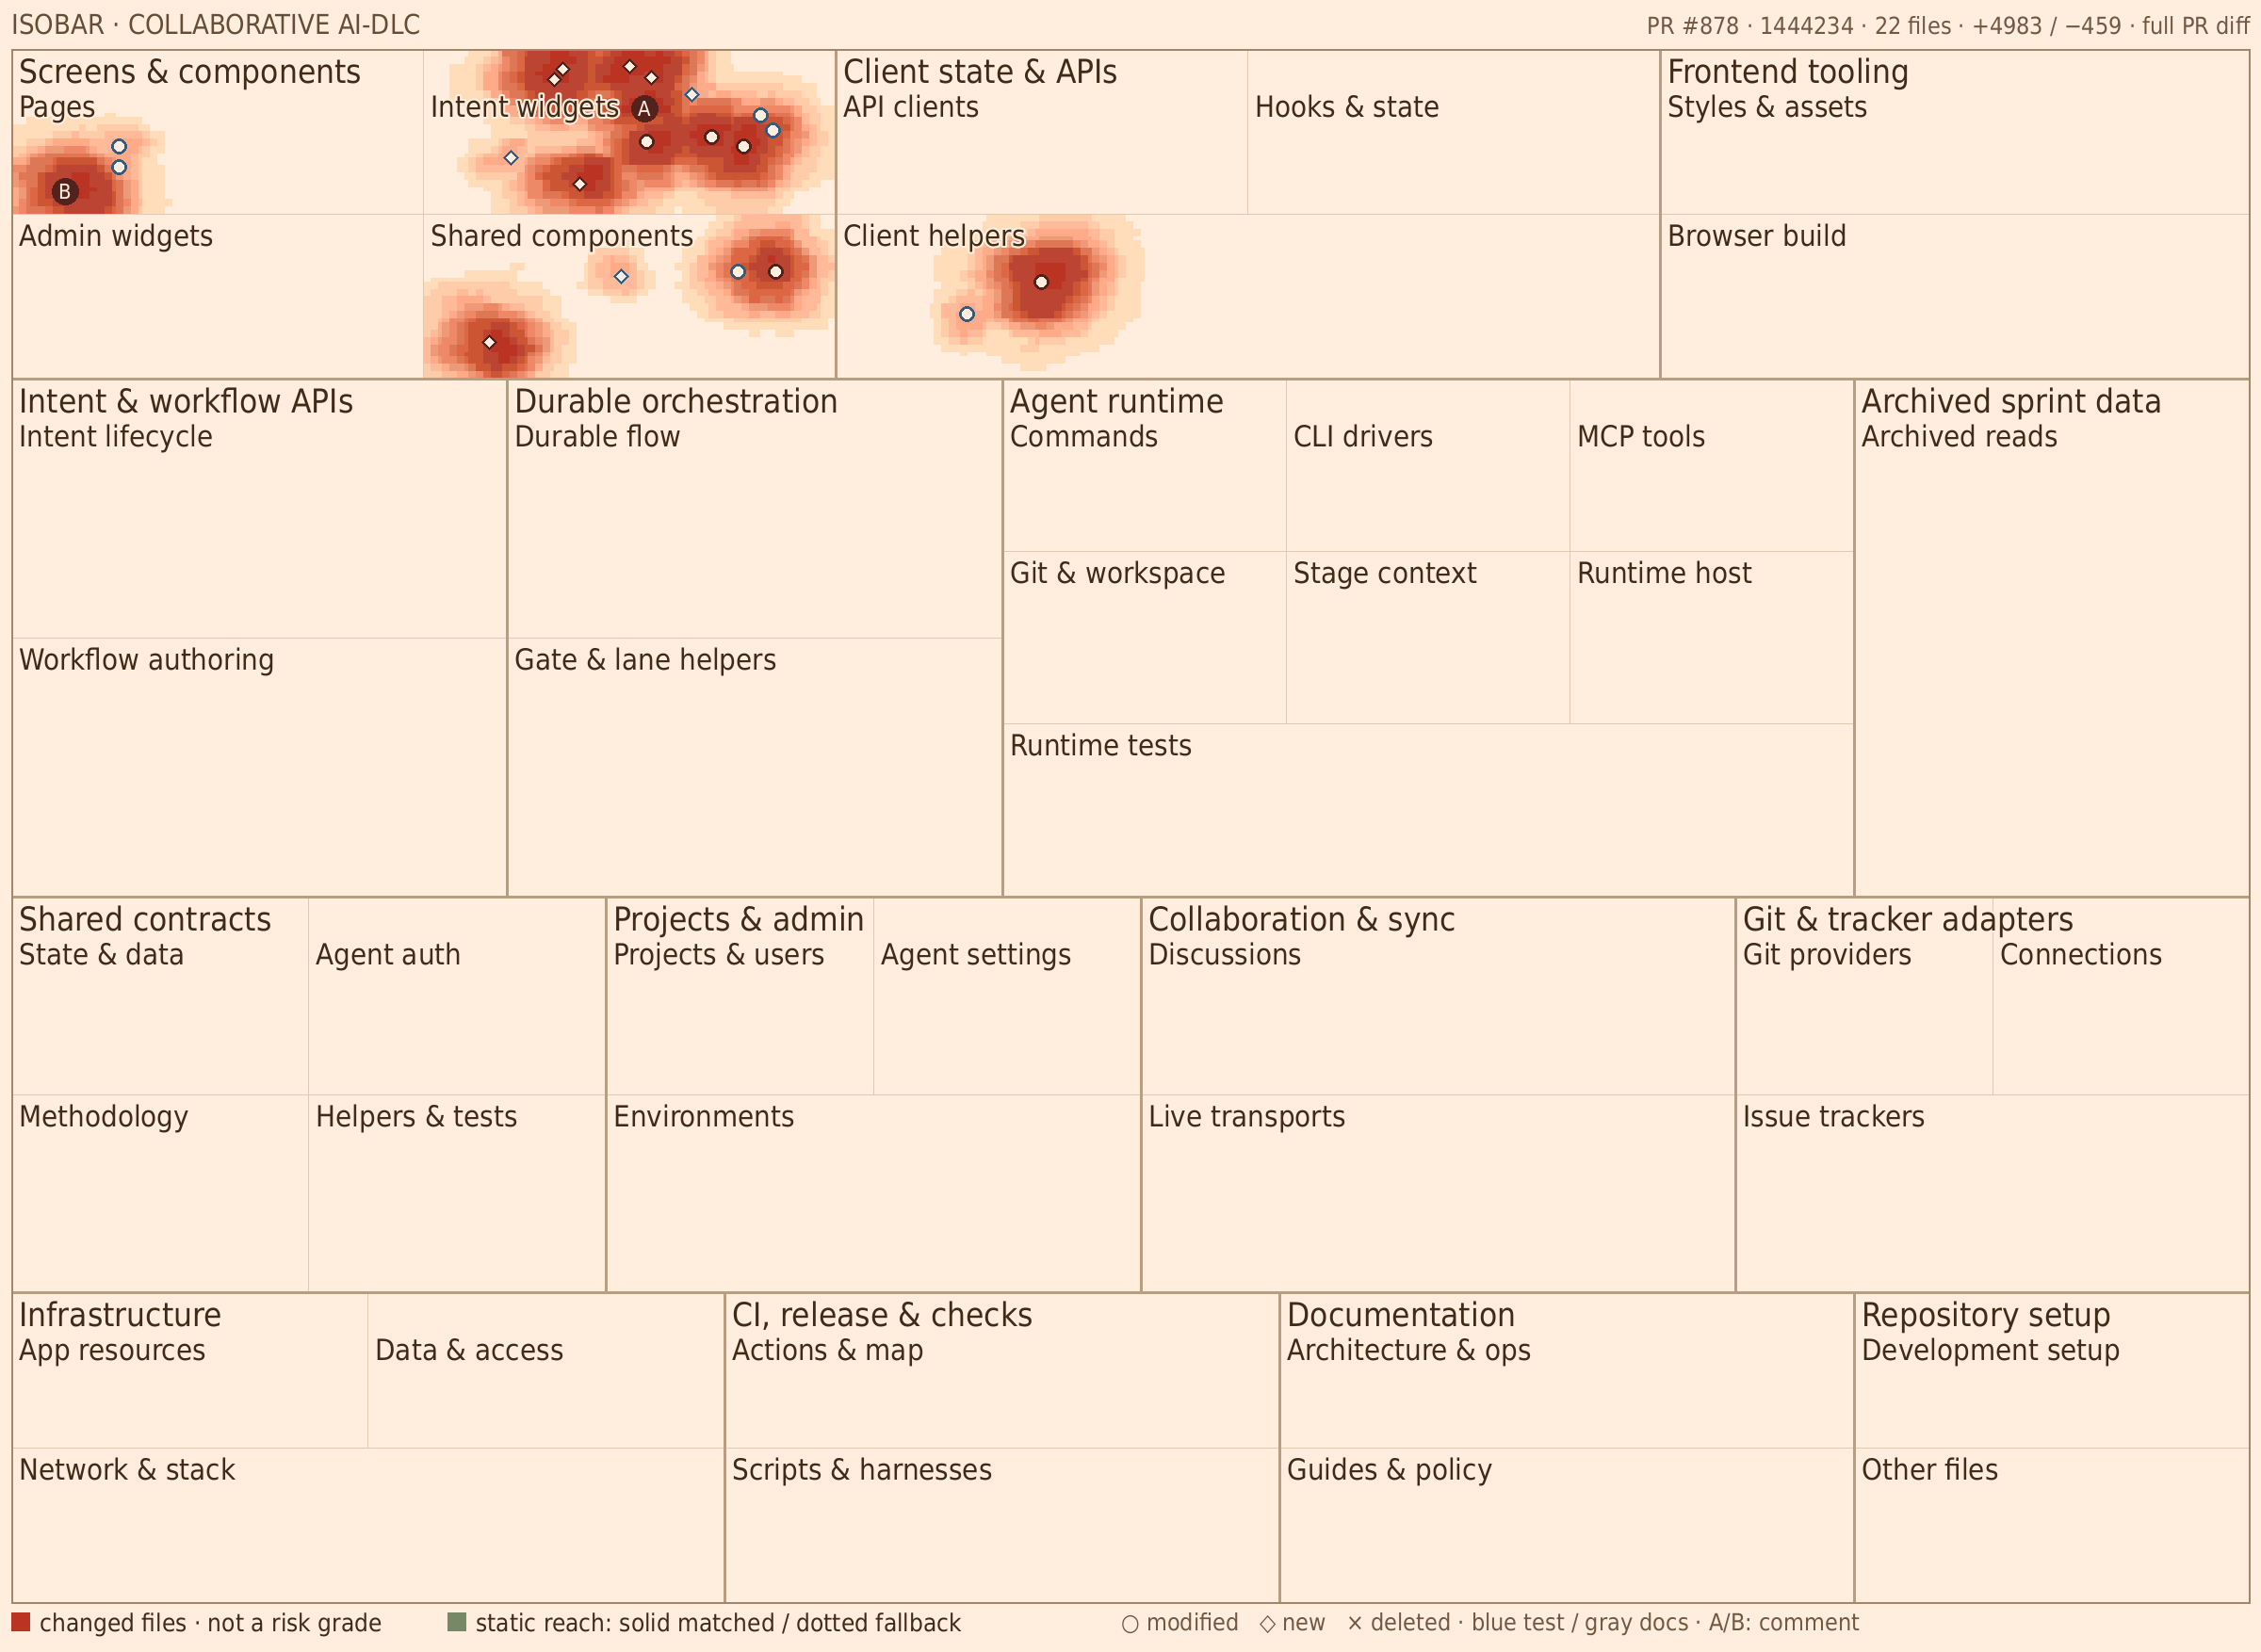 ISOBAR · COLLABORATIVE AI-DLC
PR #878 · 1444234 · 22 files · +4983 / −459 · full PR diff
Screens & components
Pages
Intent widgets
A
B
Admin widgets
Shared components
Client state & APIs
API clients
Hooks & state
Client helpers
Frontend tooling
Styles & assets
Browser build
Intent & workflow APIs
Intent lifecycle
Workflow authoring
Durable orchestration
Durable flow
Gate & lane helpers
Agent runtime
Commands
CLI drivers
MCP tools
Git & workspace
Stage context
Runtime host
Runtime tests
Archived sprint data
Archived reads
Shared contracts
State & data
Agent auth
Methodology
Helpers & tests
Projects & admin
Projects & users
Agent settings
Environments
Collaboration & sync
Discussions
Live transports
Git & tracker adapters
Git providers
Connections
Issue trackers
Infrastructure
App resources
Data & access
Network & stack
CI, release & checks
Actions & map
Scripts & harnesses
Documentation
Architecture & ops
Guides & policy
Repository setup
Development setup
Other files
changed files · not a risk grade
static reach: solid matched / dotted fallback
○ modified ◇ new × deleted · blue test / gray docs · A/B: comment